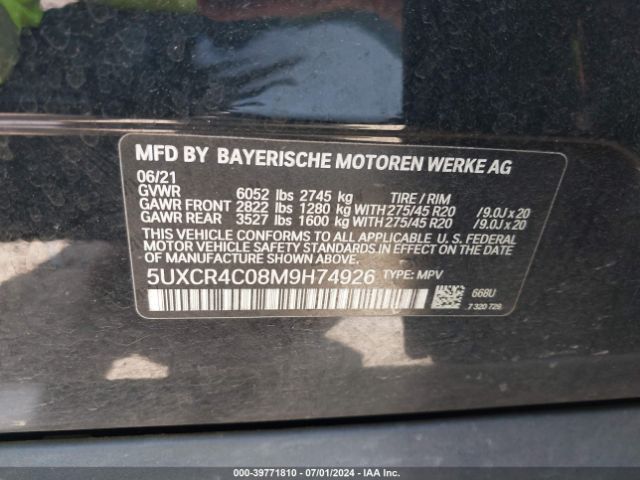 MFD BY BAYERISCHE MOTOREN WERKE AG
06/21
GVWR 6052 lbs 2745 kg TIRE / RIM
GAWR FRONT 2822 lbs 1280 kg WITH 275/45 R20 / 9.0J x 20
GAWR REAR 3527 lbs 1600 kg WITH 275/45 R20 / 9.0J x 20
THIS VEHICLE CONFORMS TO ALL APPLICABLE U. S. FEDERAL
MOTOR VEHICLE SAFETY STANDARDS IN EFFECT ON THE DATE
OF MANUFACTURE SHOWN ABOVE.
5UXCR4C08M9H74926 TYPE: MPV
668U
7 320 729
000-39771810 - 07/01/2024 - IAA Inc.